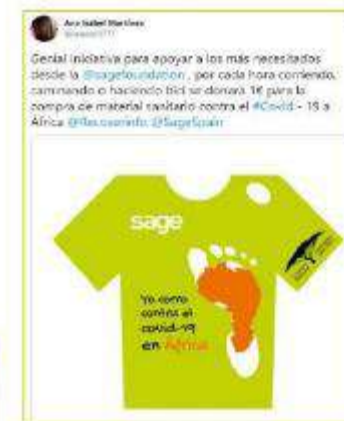 Ana Isabel Martínez
Genial iniciativa para apoyar a los más necesitados
desde la @sagefoundation , por cada hora corriendo,
caminando o haciendo bici se donará 1€ para la
compra de material sanitario contra el #Covid - 19 a
África @SageSpain
sage
Yo corro
contra el
covid-19
en África